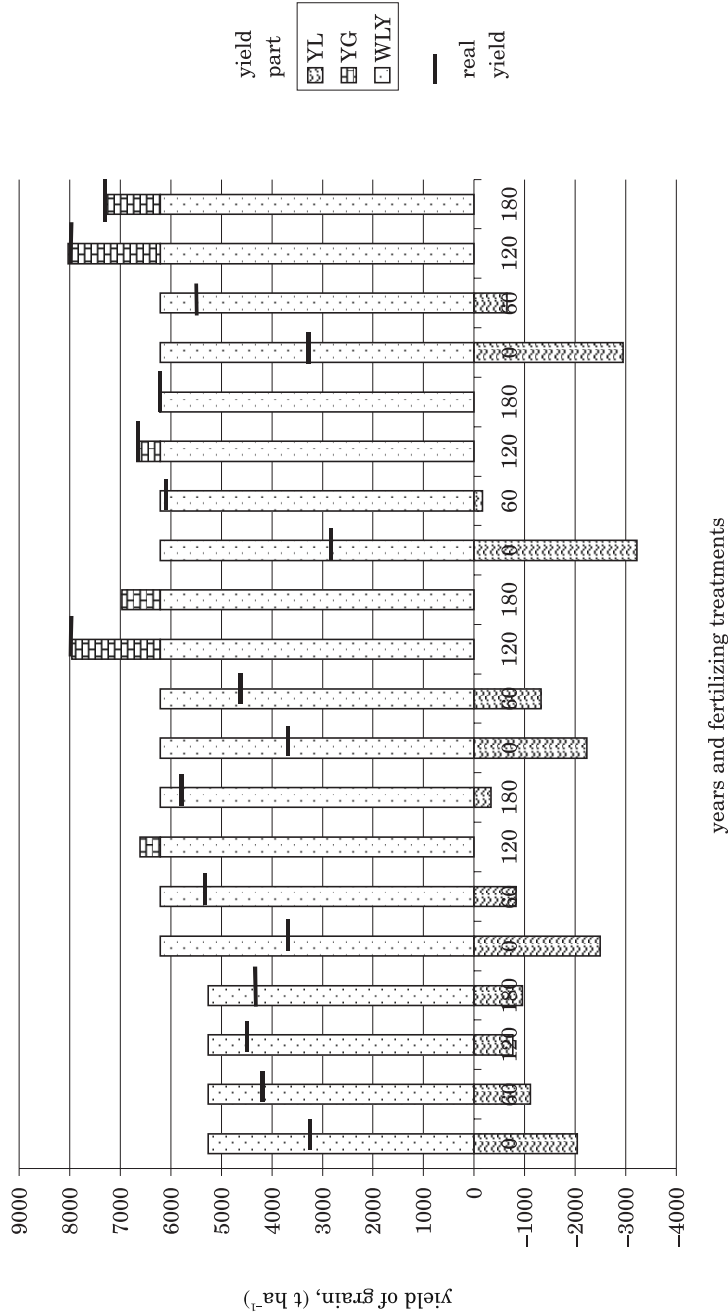 yield of grain, (t ha⁻¹)
9000
8000
7000
6000
5000
4000
3000
2000
1000
0
−1000
−2000
−3000
−4000
0 60 120 180 0 60 120 180 0 60 120 180 0 60 120 180 0 60 120 180
years and fertilizing treatments
yield
part
YL
YG
WLY
real
yield